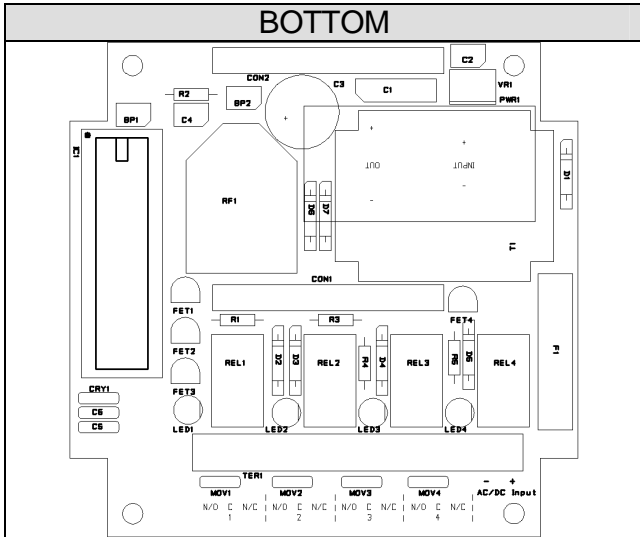 BOTTOM
C2
CON2
C3
C1
VR1
R2
BP2
PWR1
BP1
C4
+
+
+
IC1
OUT
INPUT
D1
RF1
-
-
D6
D7
T1
CON1
FET1
R1
R3
FET4
F1
FET2
REL1
D2
D3
REL2
R4
D4
REL3
R5
D5
REL4
FET3
CRY1
C6
C5
LED1
LED2
LED3
LED4
TER1
- +
MOV1 MOV2 MOV3 MOV4 AC/DC Input
N/O C N/C N/O C N/C N/O C N/C N/O C N/C
1 2 3 4